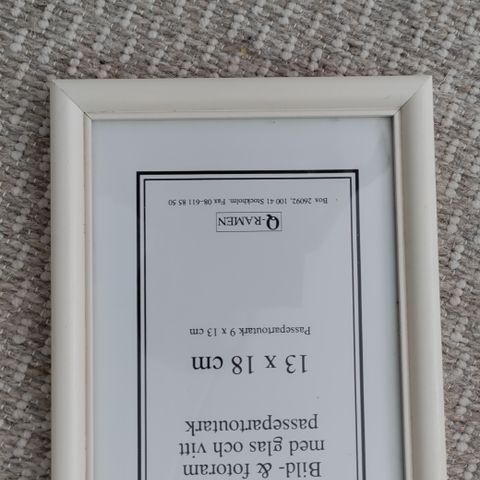 Bild- & fotoram
med glas och vitt
passepartoutark
13 x 18 cm
Passepartoutark 9 x 13 cm
Q-RAMEN
Box 26092, 100 41 Stockholm. Fax 08-611 85 50